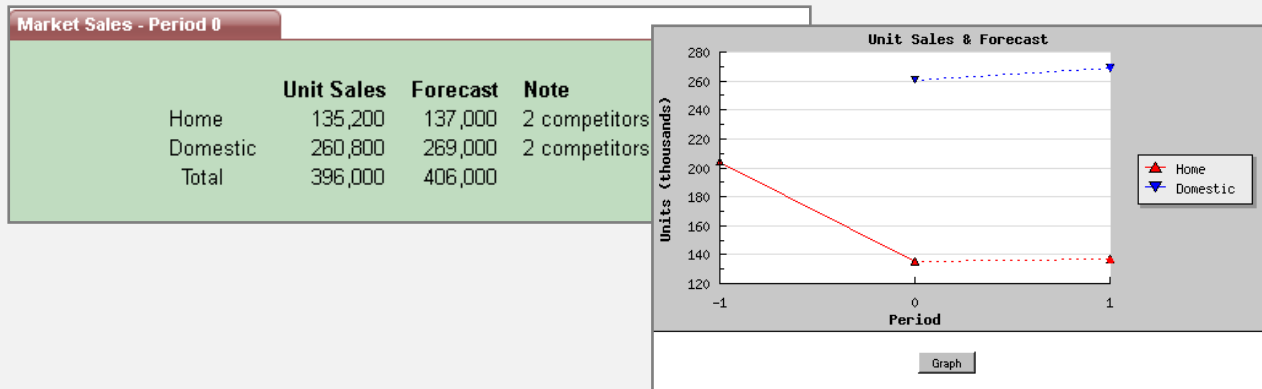 Market Sales - Period 0
Unit Sales Forecast Note
Home 135,200 137,000 2 competitors
Domestic 260,800 269,000 2 competitors
Total 396,000 406,000
Unit Sales & Forecast
Units (thousands)
280
260
240
220
200
180
160
140
120
-1 0 1
Period
Home
Domestic
Graph